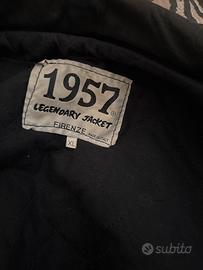 1957
LEGENDARY JACKET
FIRENZE
XL
subito